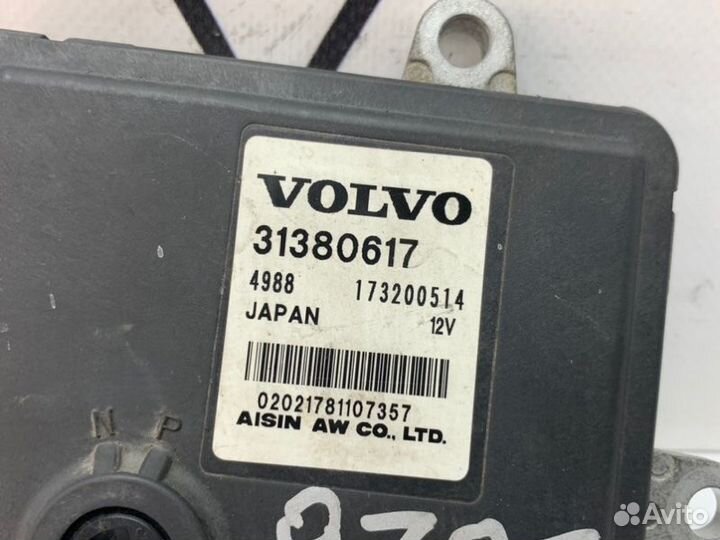 VOLVO
31380617
4988 173200514
JAPAN 12V
02021781107357
AISIN AW CO., LTD.
N P
Avito